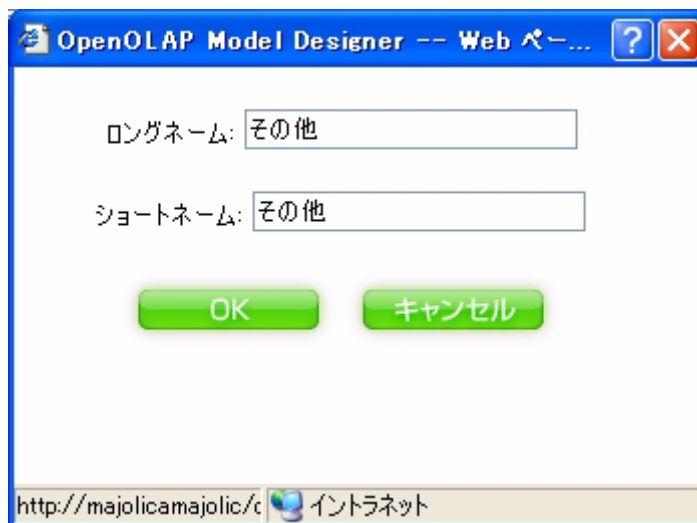 OpenOLAP Model Designer -- Web ペー...
ロングネーム: その他
ショートネーム: その他
OK キャンセル
http://majolicamajolic/c イントラネット